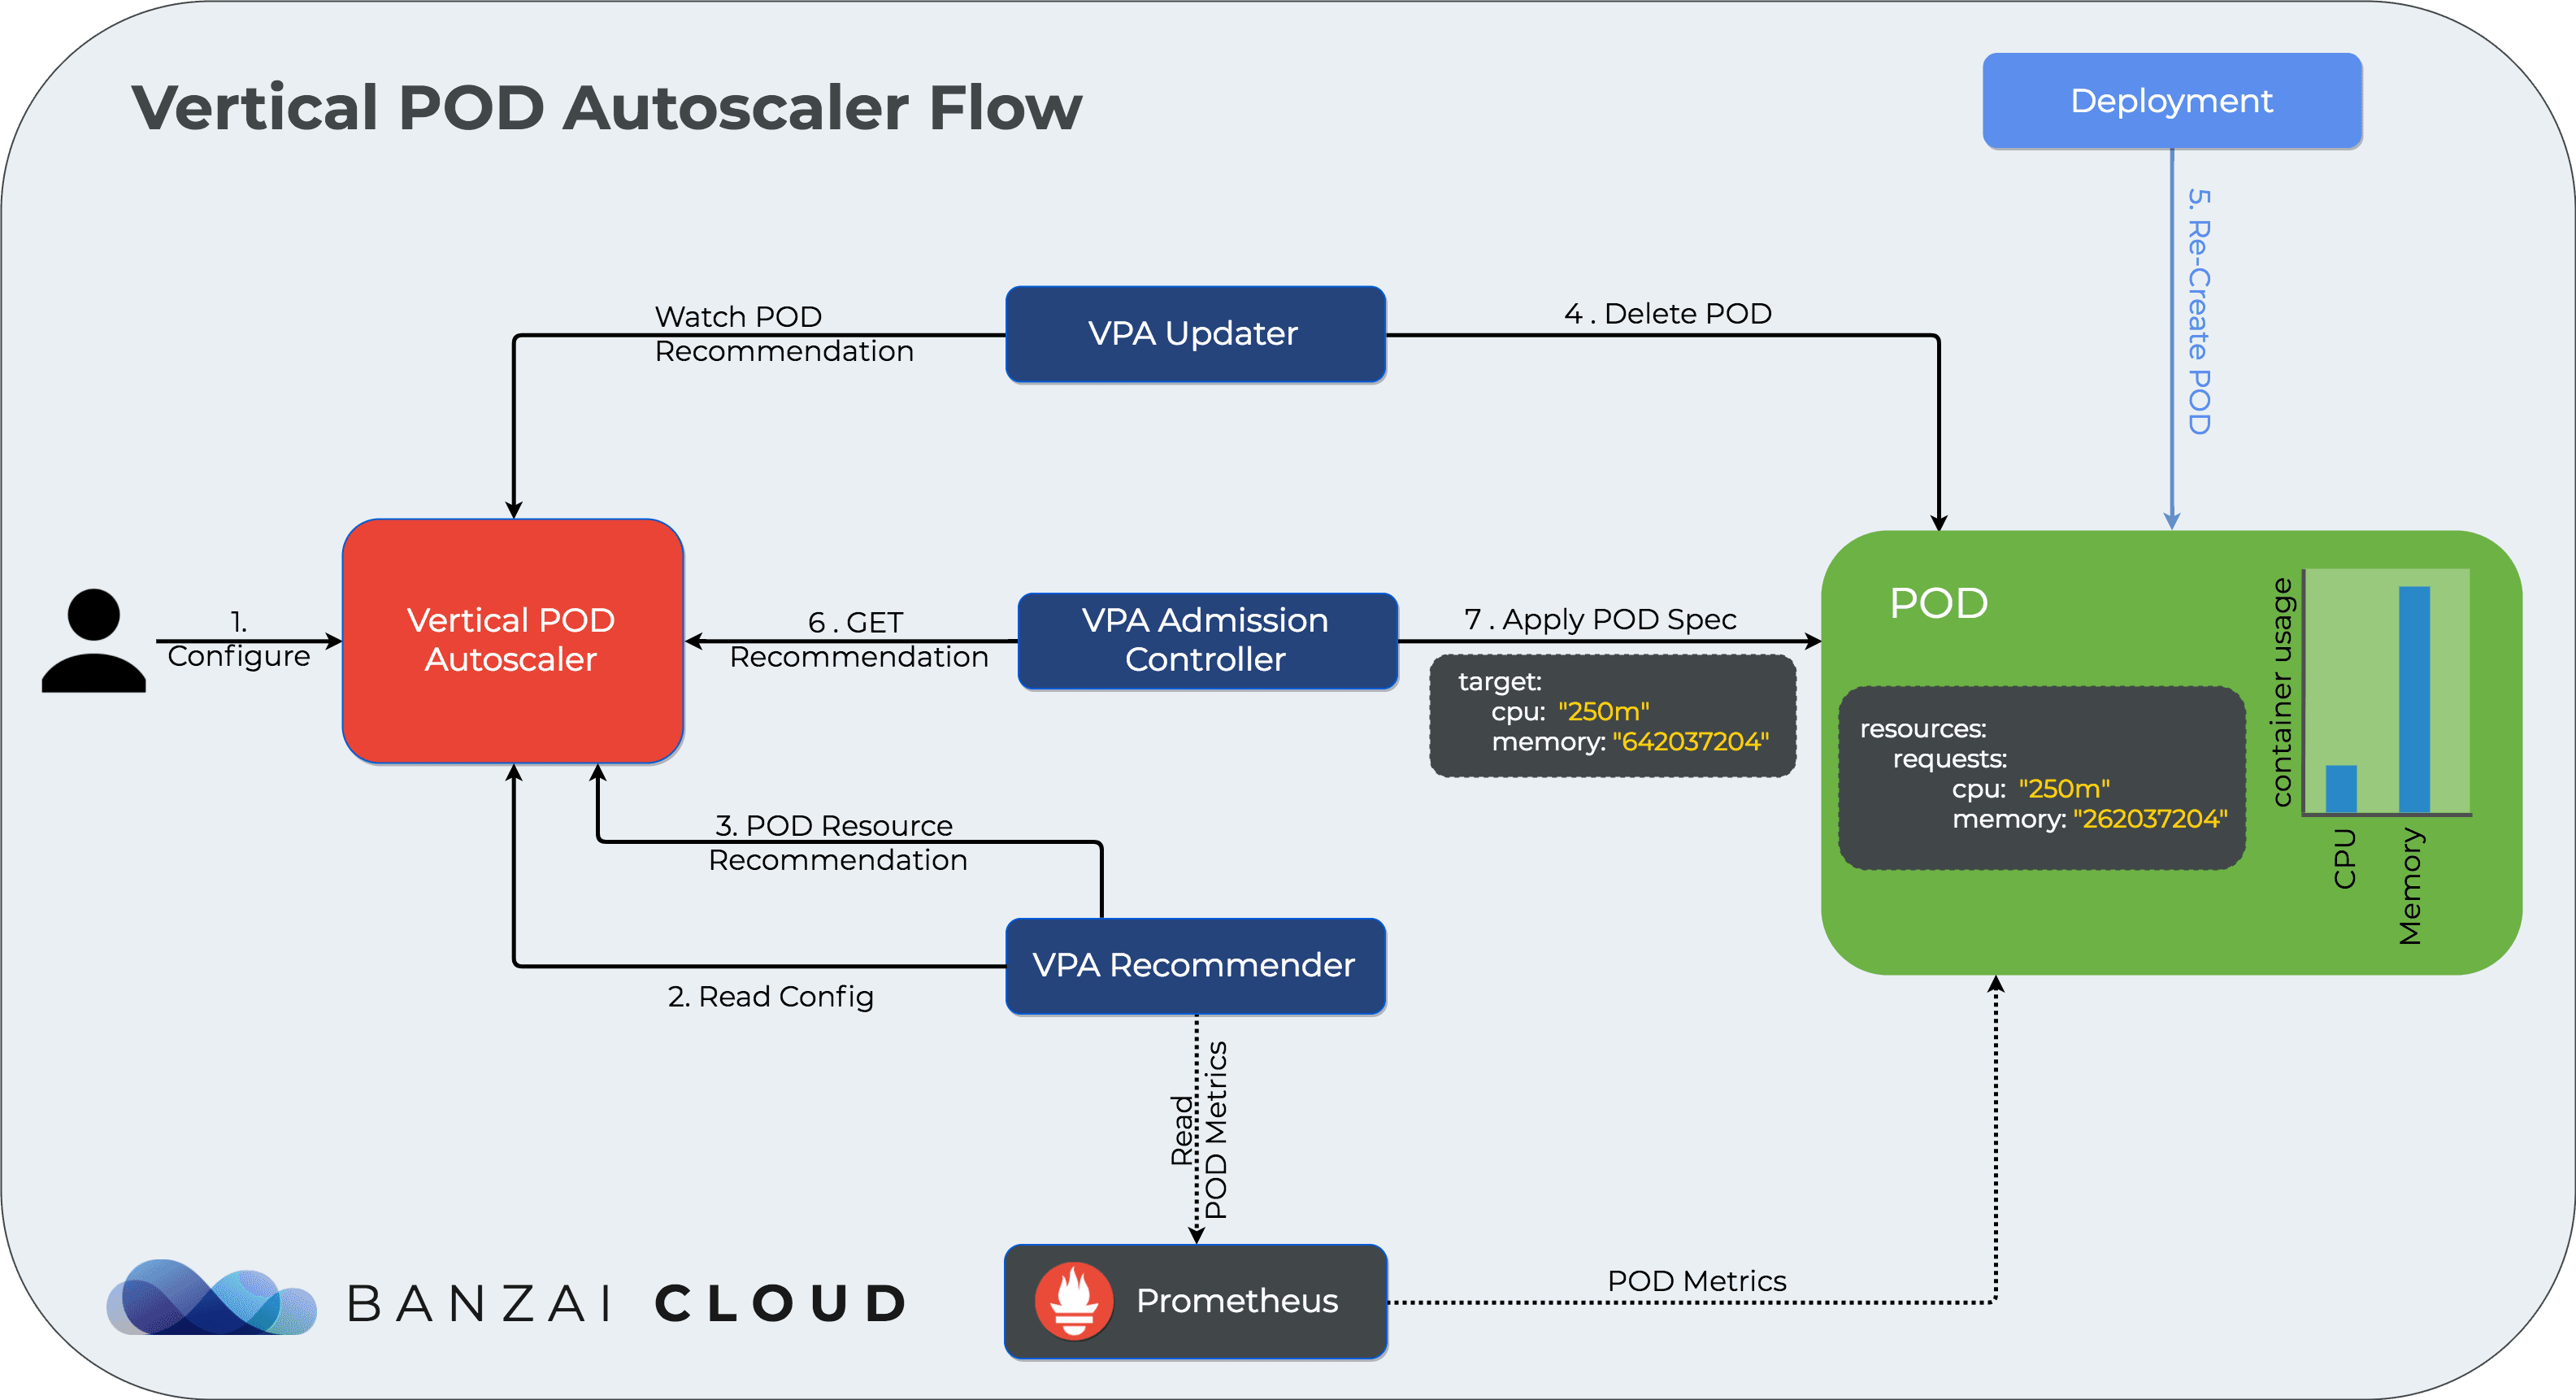 Vertical POD Autoscaler Flow
Deployment
5. Re-Create POD
Watch POD
Recommendation
VPA Updater
4 . Delete POD
1.
Configure
Vertical POD
Autoscaler
6 . GET
Recommendation
VPA Admission
Controller
7 . Apply POD Spec
target:
cpu: "250m"
memory: "642037204"
POD
resources:
requests:
cpu: "250m"
memory: "262037204"
container usage
CPU
Memory
3. POD Resource
Recommendation
VPA Recommender
2. Read Config
Read
POD Metrics
Prometheus
POD Metrics
BANZAI CLOUD